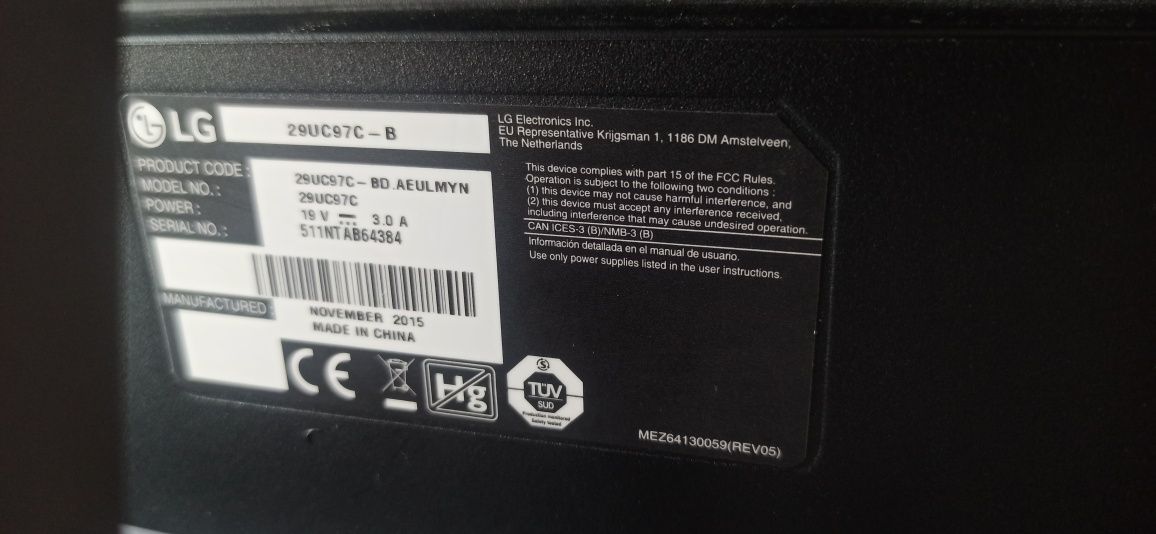 LG
29UC97C-B
PRODUCT CODE : 29UC97C-BD.AEULMYN
MODEL NO. : 29UC97C
POWER : 19 V ⎓ 3.0 A
SERIAL NO. : 511NTAB64384
MANUFACTURED : NOVEMBER 2015
MADE IN CHINA
CE
Hg
TÜV
SUD
Production monitored
Safety tested
LG Electronics Inc.
EU Representative Krijgsman 1, 1186 DM Amstelveen,
The Netherlands
This device complies with part 15 of the FCC Rules.
Operation is subject to the following two conditions :
(1) this device may not cause harmful interference, and
(2) this device must accept any interference received,
including interference that may cause undesired operation.
CAN ICES-3 (B)/NMB-3 (B)
Información detallada en el manual de usuario.
Use only power supplies listed in the user instructions.
MEZ64130059(REV05)